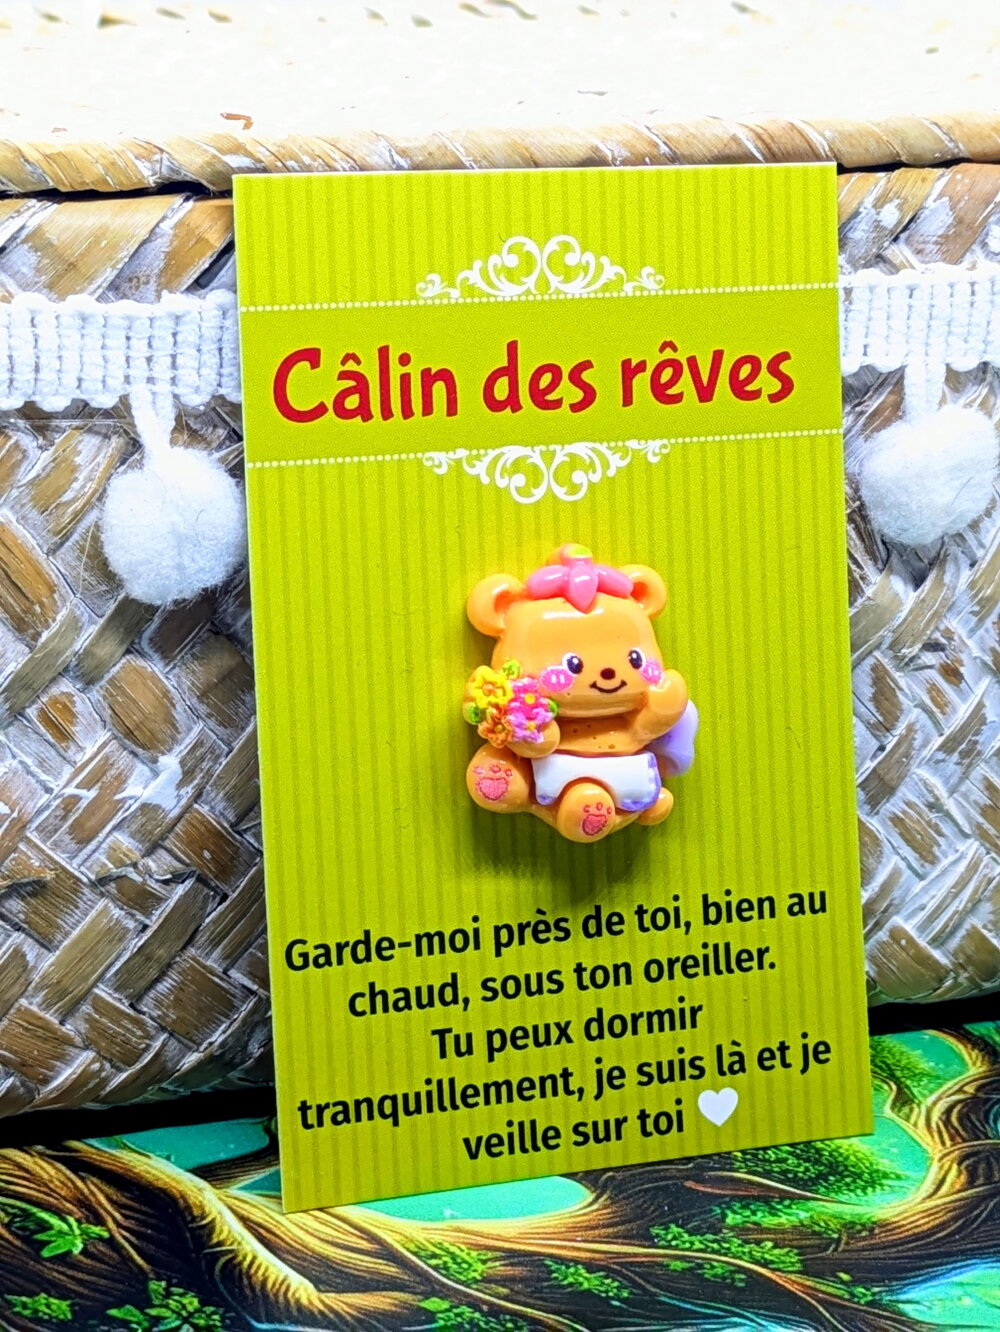 Câlin des rêves
Garde-moi près de toi, bien au
chaud, sous ton oreiller.
Tu peux dormir
tranquillement, je suis là et je
veille sur toi